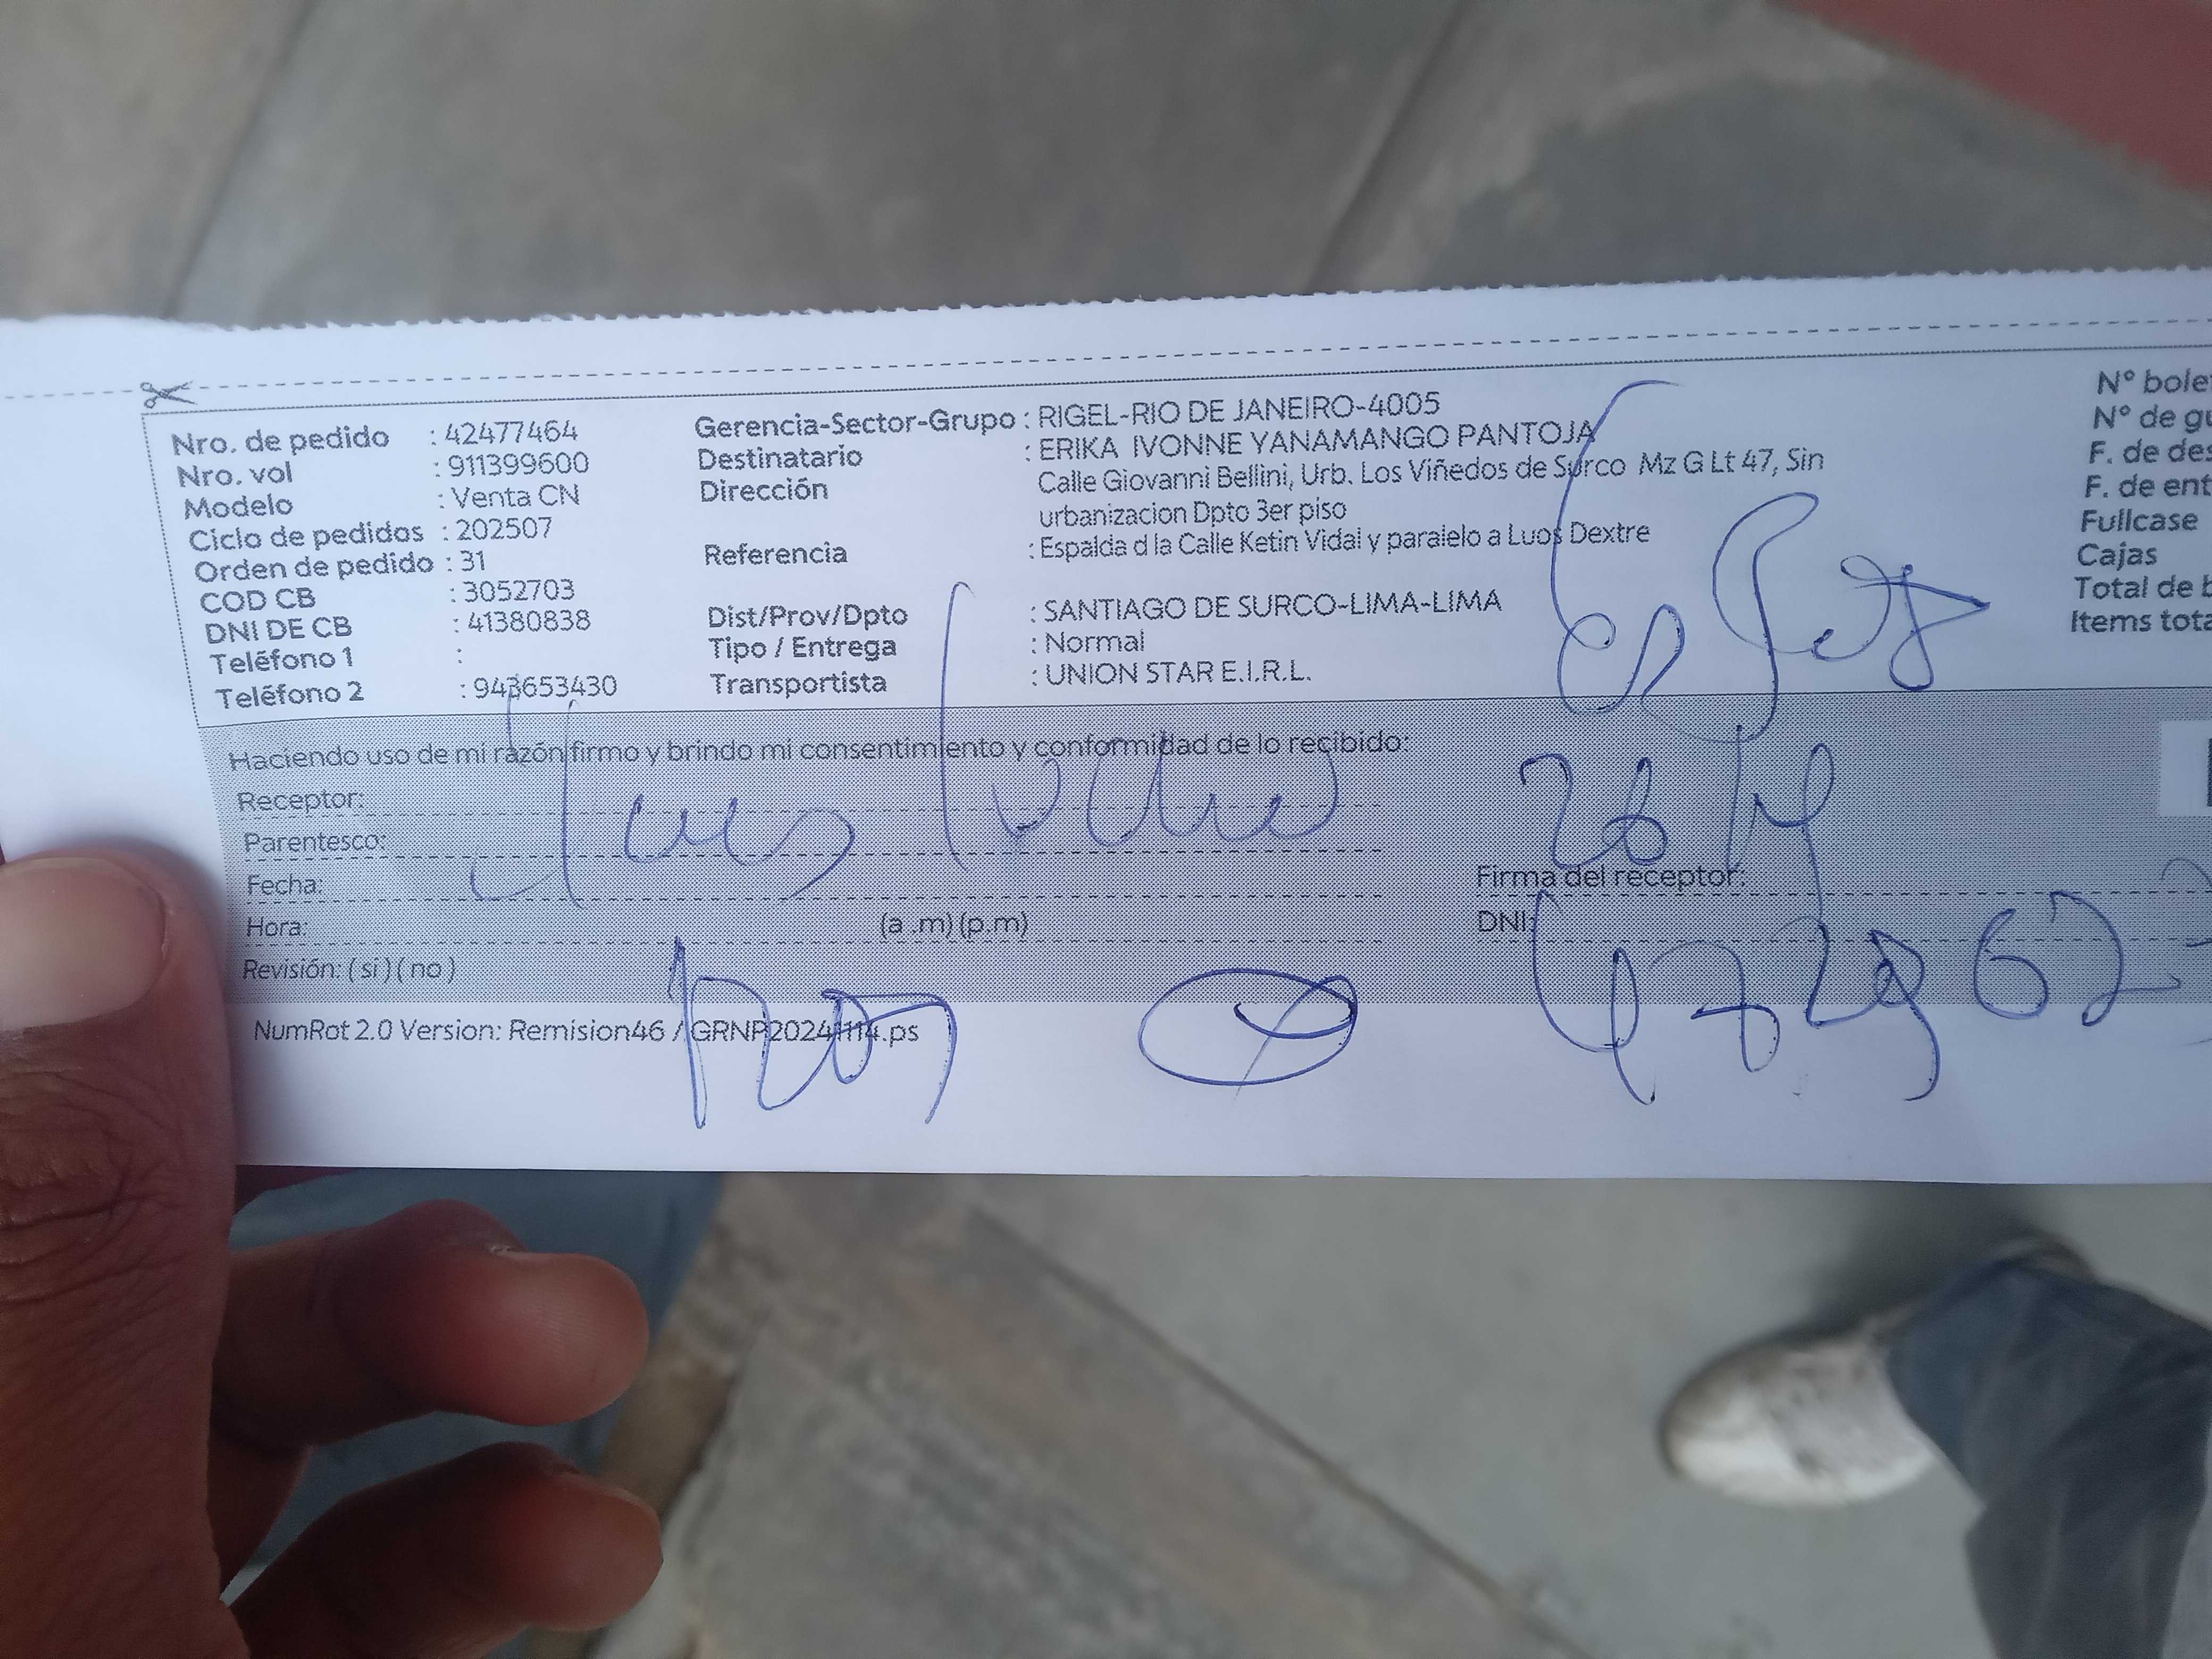 Nro. de pedido : 42477464
Nro. vol : 911399600
Modelo : Venta CN
Ciclo de pedidos : 202507
Orden de pedido : 31
COD CB : 3052703
DNI DE CB : 41380838
Teléfono 1 :
Teléfono 2 : 943653430
Gerencia-Sector-Grupo : RIGEL-RIO DE JANEIRO-4005
Destinatario : ERIKA IVONNE YANAMANGO PANTOJA
Dirección Calle Giovanni Bellini, Urb. Los Viñedos de Surco Mz G Lt 47, Sin
urbanizacion Dpto 3er piso
Referencia : Espalda d la Calle Ketin Vidal y paralelo a Luos Dextre
Dist/Prov/Dpto : SANTIAGO DE SURCO-LIMA-LIMA
Tipo / Entrega : Normal
Transportista : UNION STAR E.I.R.L.
N° bole
N° de gu
F. de des
F. de ent
Fullcase
Cajas
Total de b
Items tota
Haciendo uso de mi razón firmo y brindo mi consentimiento y conformidad de lo recibido:
Receptor:
Parentesco:
Fecha:
Hora: (a .m) (p.m)
Revisión: ( si ) ( no )
Firma del receptor:
DNI:
NumRot 2.0 Version: Remision46 / GRNP20241114.ps